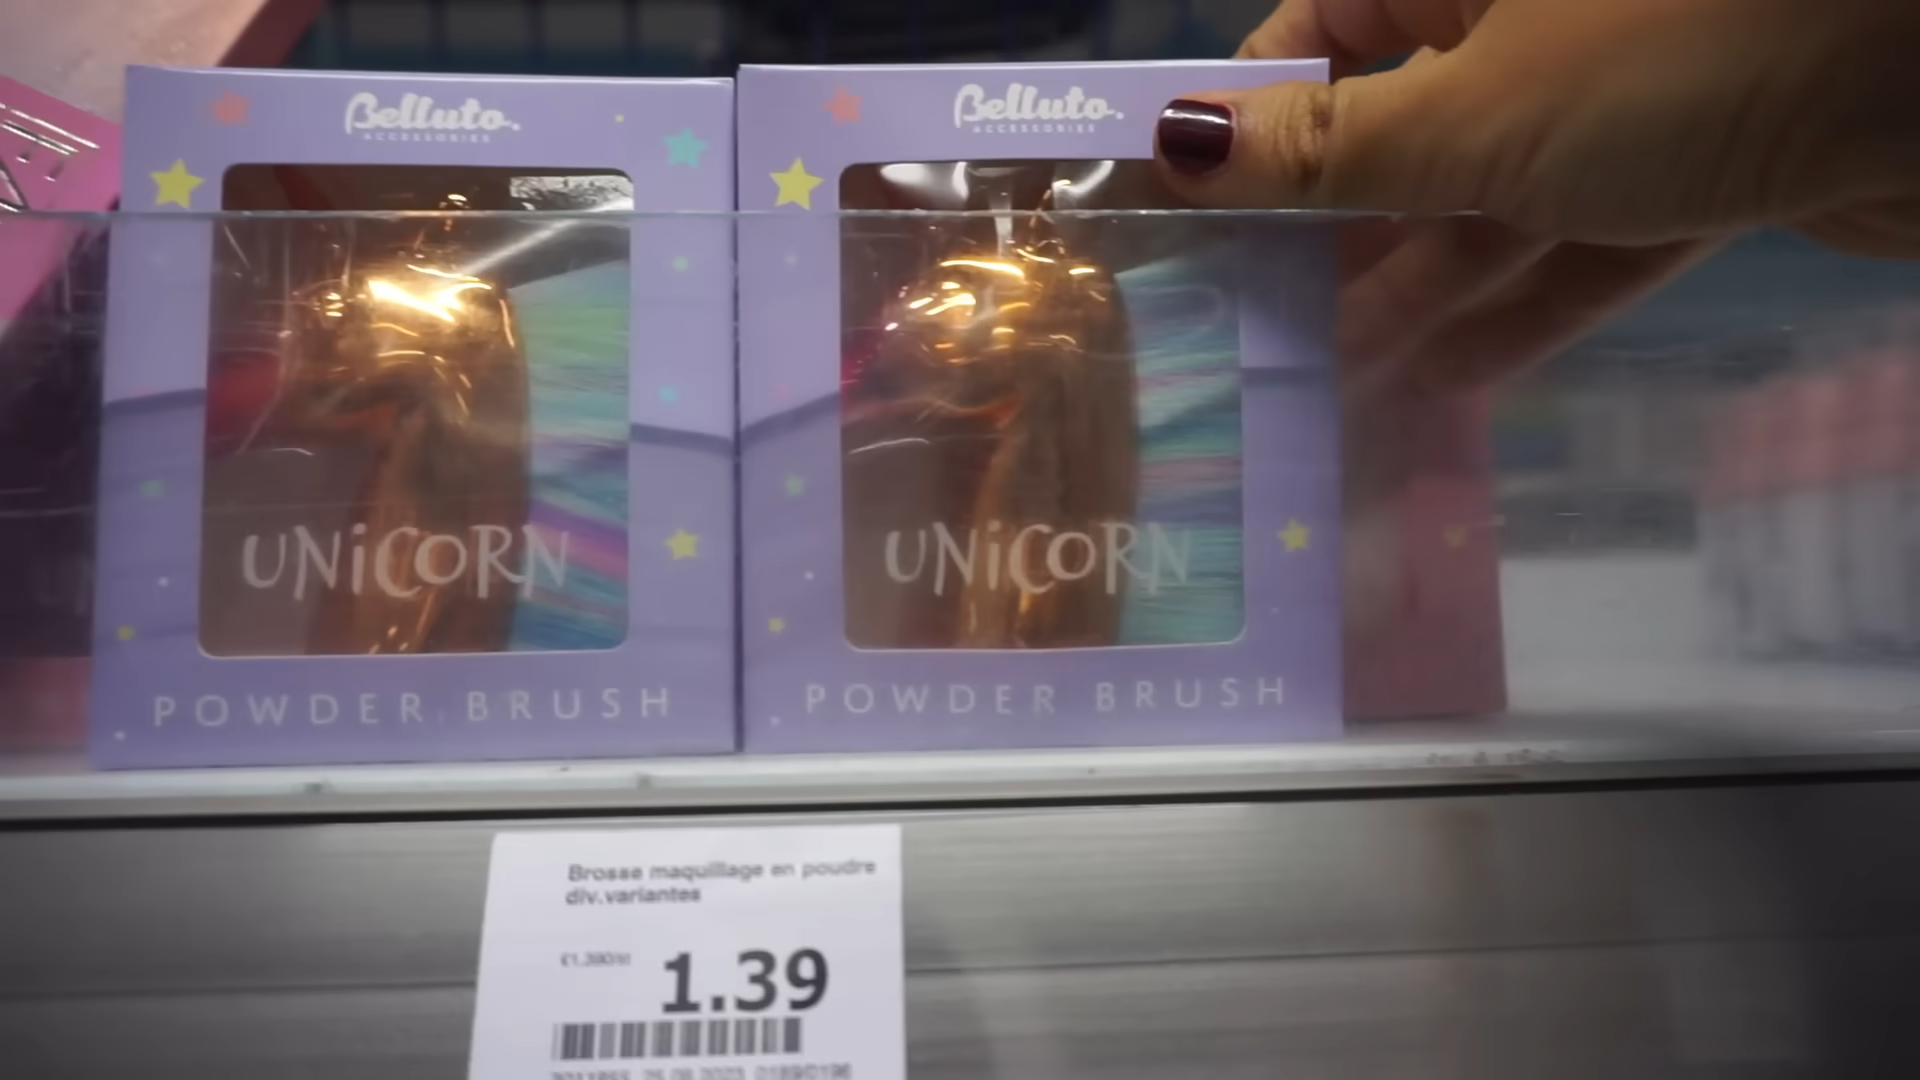 Belluto.
ACCESSORIES
UNiCORN
POWDER BRUSH
Belluto.
ACCESSORIES
UNiCORN
POWDER BRUSH
Brosse maquillage en poudre
div.variantes
1.39